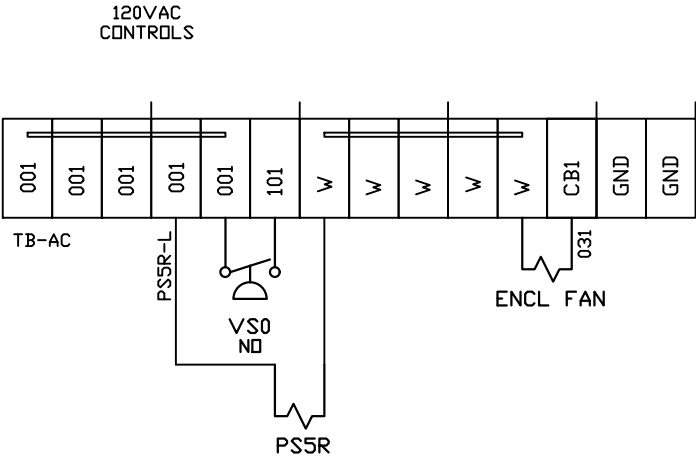 120VAC
CONTROLS
001
001
001
001
001
101
W
W
W
W
W
CB1
GND
GND
TB-AC
PS5R-L
031
VS0
NO
ENCL FAN
PS5R